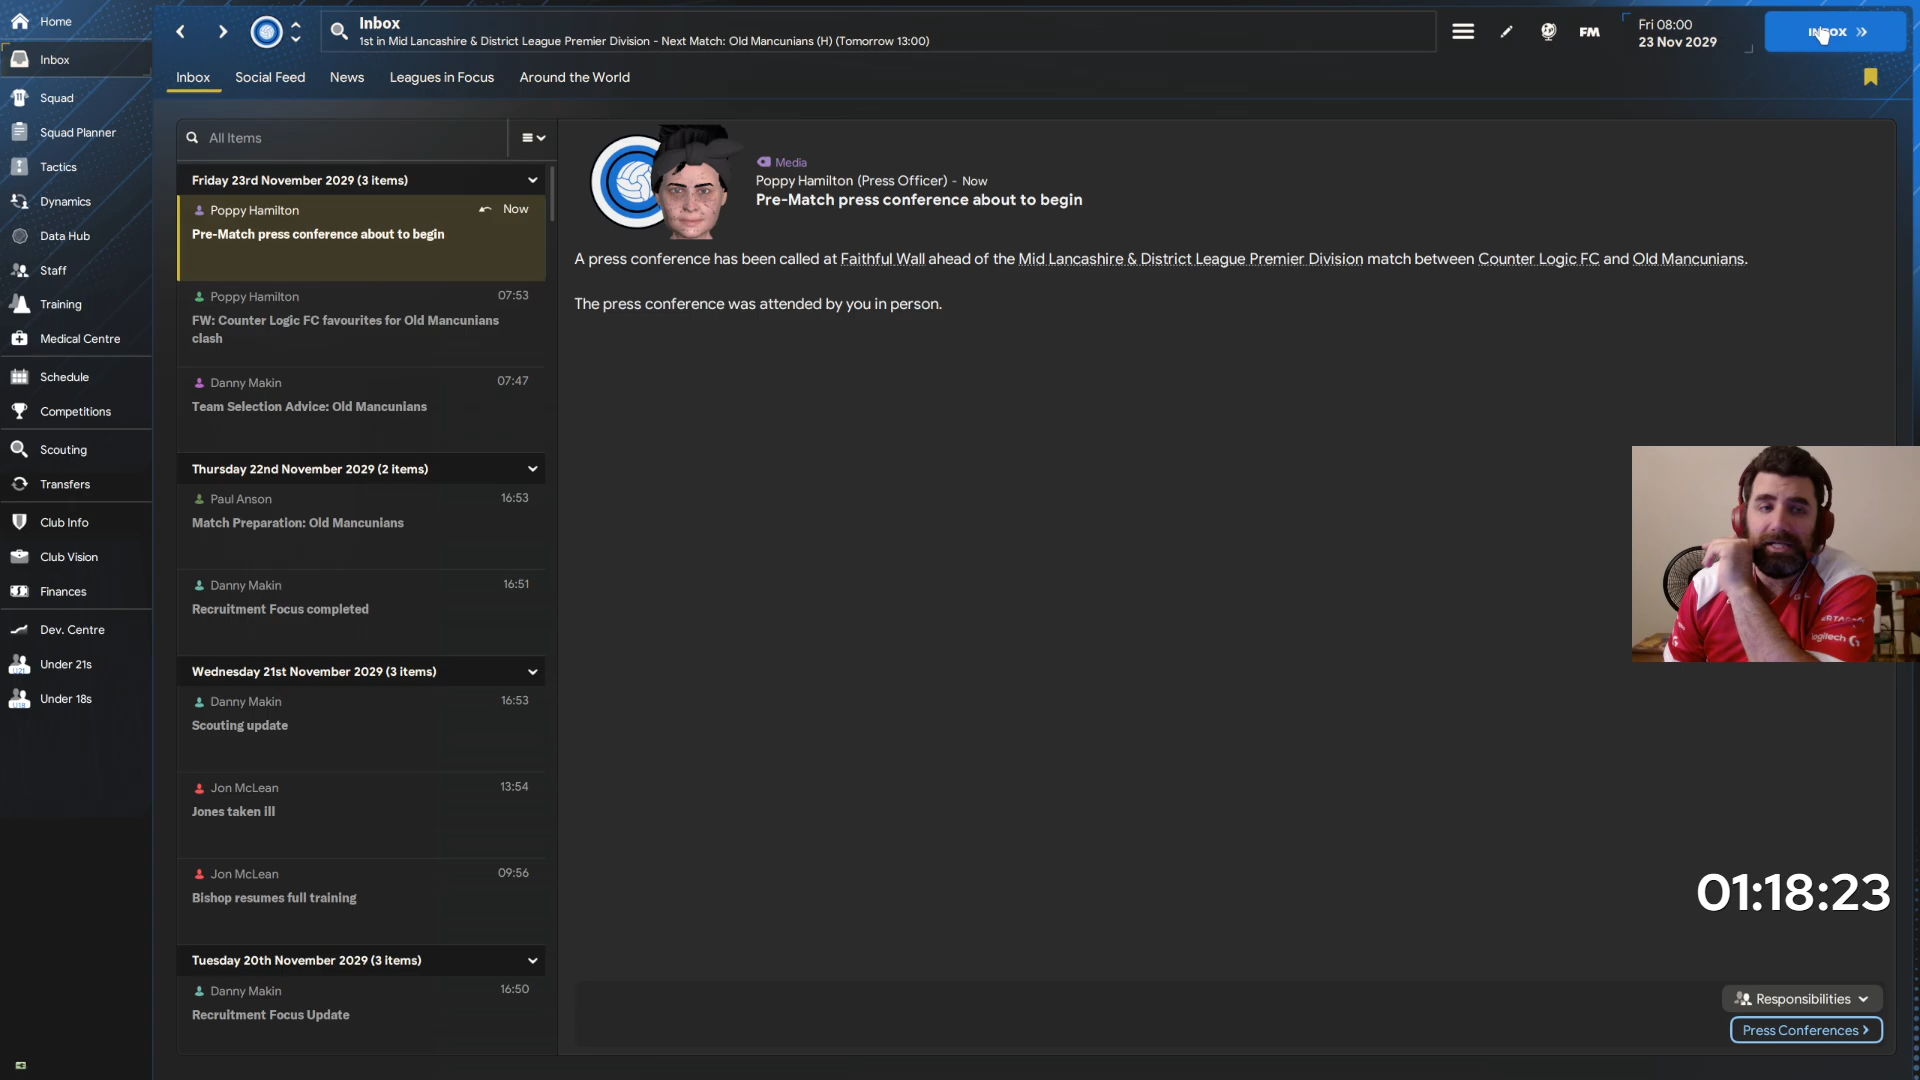 Home
Inbox
Squad
Squad Planner
Tactics
Dynamics
Data Hub
Staff
Training
Medical Centre
Schedule
Competitions
Scouting
Transfers
Club Info
Club Vision
Finances
Dev. Centre
Under 21s
Under 18s
Inbox
1st in Mid Lancashire & District League Premier Division - Next Match: Old Mancunians (H) (Tomorrow 13:00)
FM
Fri 08:00
23 Nov 2029
INBOX
Inbox
Social Feed
News
Leagues in Focus
Around the World
All Items
Friday 23rd November 2029 (3 items)
Poppy Hamilton
Now
Pre-Match press conference about to begin
Poppy Hamilton
07:53
FW: Counter Logic FC favourites for Old Mancunians
clash
Danny Makin
07:47
Team Selection Advice: Old Mancunians
Thursday 22nd November 2029 (2 items)
Paul Anson
16:53
Match Preparation: Old Mancunians
Danny Makin
16:51
Recruitment Focus completed
Wednesday 21st November 2029 (3 items)
Danny Makin
16:53
Scouting update
Jon McLean
13:54
Jones taken ill
Jon McLean
09:56
Bishop resumes full training
Tuesday 20th November 2029 (3 items)
Danny Makin
16:50
Recruitment Focus Update
Media
Poppy Hamilton (Press Officer) - Now
Pre-Match press conference about to begin
A press conference has been called at Faithful Wall ahead of the Mid Lancashire & District League Premier Division match between Counter Logic FC and Old Mancunians.
The press conference was attended by you in person.
logitech G
01:18:23
Responsibilities
Press Conferences